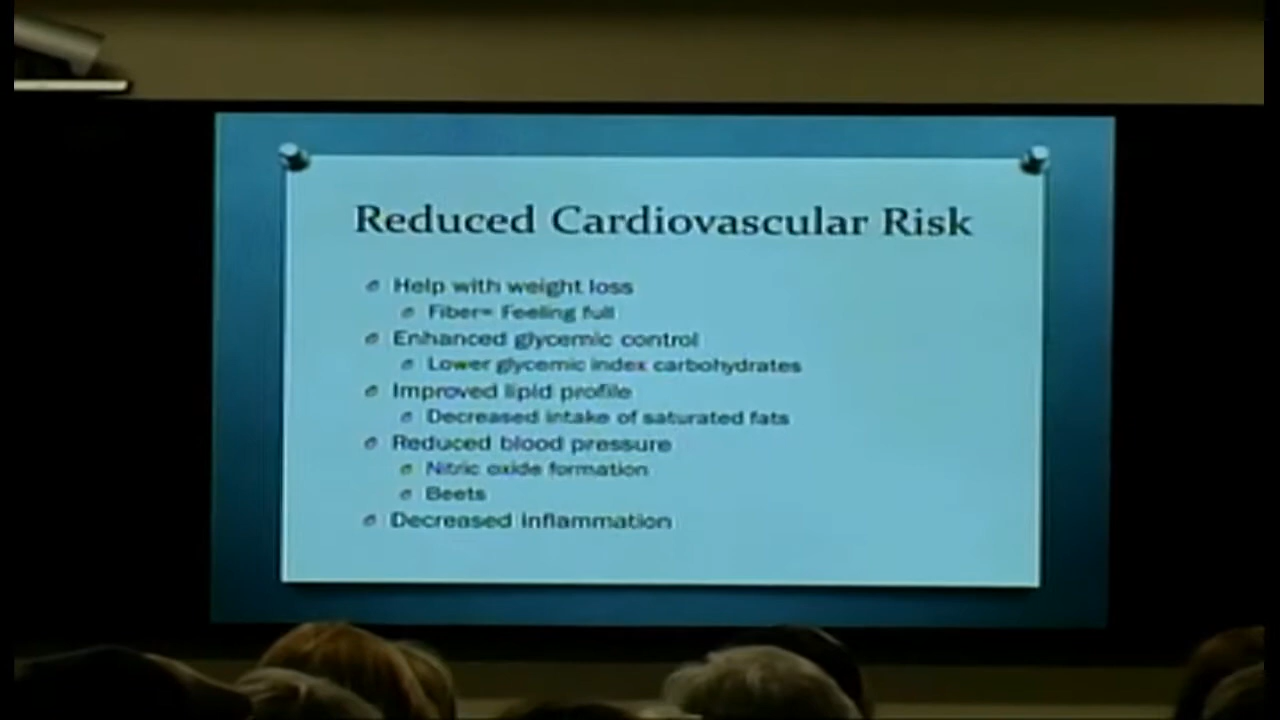 Reduced Cardiovascular Risk
Help with weight loss
Fiber= Feeling full
Enhanced glycemic control
Lower glycemic index carbohydrates
Improved lipid profile
Decreased intake of saturated fats
Reduced blood pressure
Nitric oxide formation
Beets
Decreased inflammation